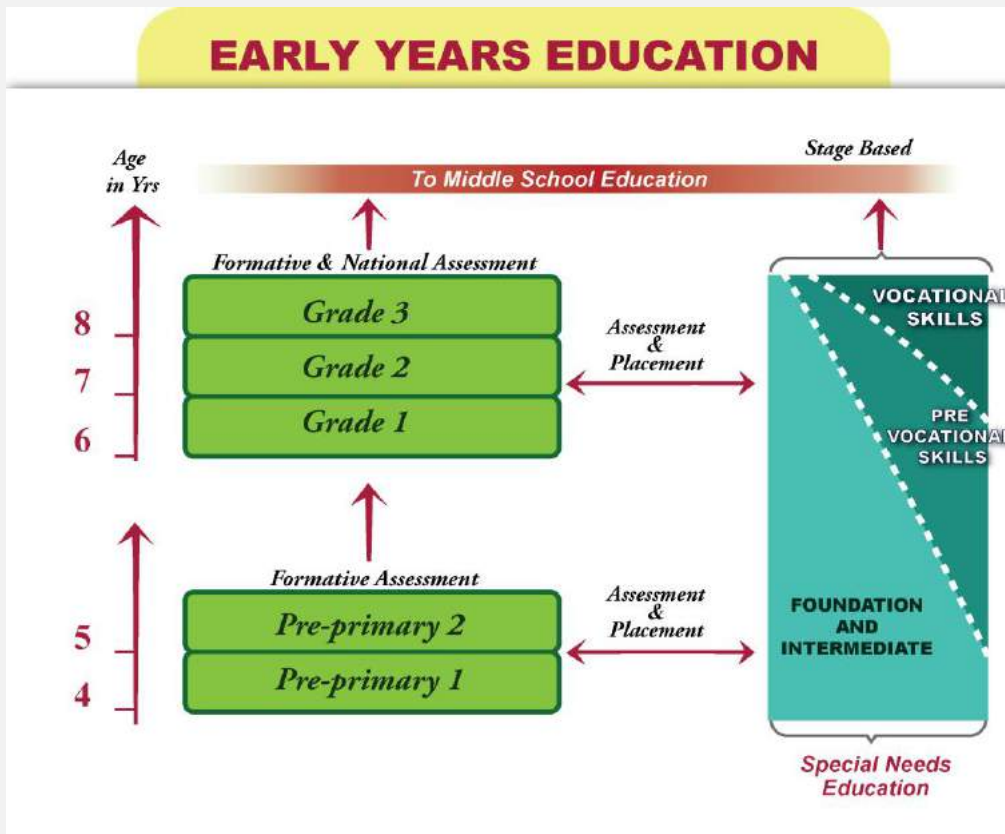 EARLY YEARS EDUCATION
Age
in Yrs
Stage Based
To Middle School Education
Formative & National Assessment
8
Grade 3
7
Grade 2
6
Grade 1
Assessment
&
Placement
VOCATIONAL
SKILLS
PRE
VOCATIONAL
SKILLS
Formative Assessment
5
Pre-primary 2
4
Pre-primary 1
Assessment
&
Placement
FOUNDATION
AND
INTERMEDIATE
Special Needs
Education